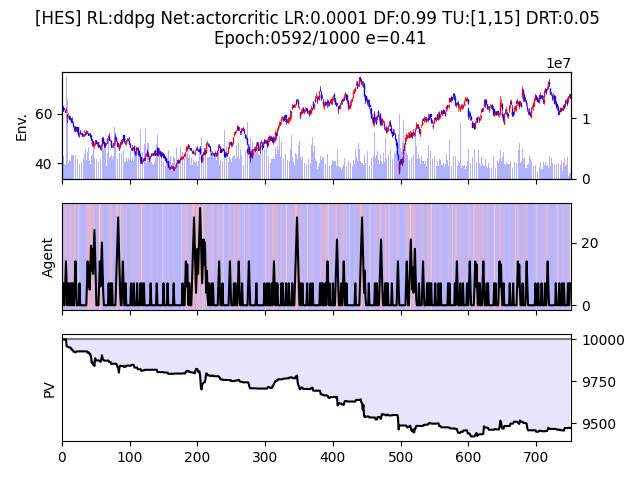 [HES] RL:ddpg Net:actorcritic LR:0.0001 DF:0.99 TU:[1,15] DRT:0.05
Epoch:0592/1000 e=0.41
1e7
60
40
Env.
1
0
Agent
20
0
PV
10000
9750
9500
0 100 200 300 400 500 600 700